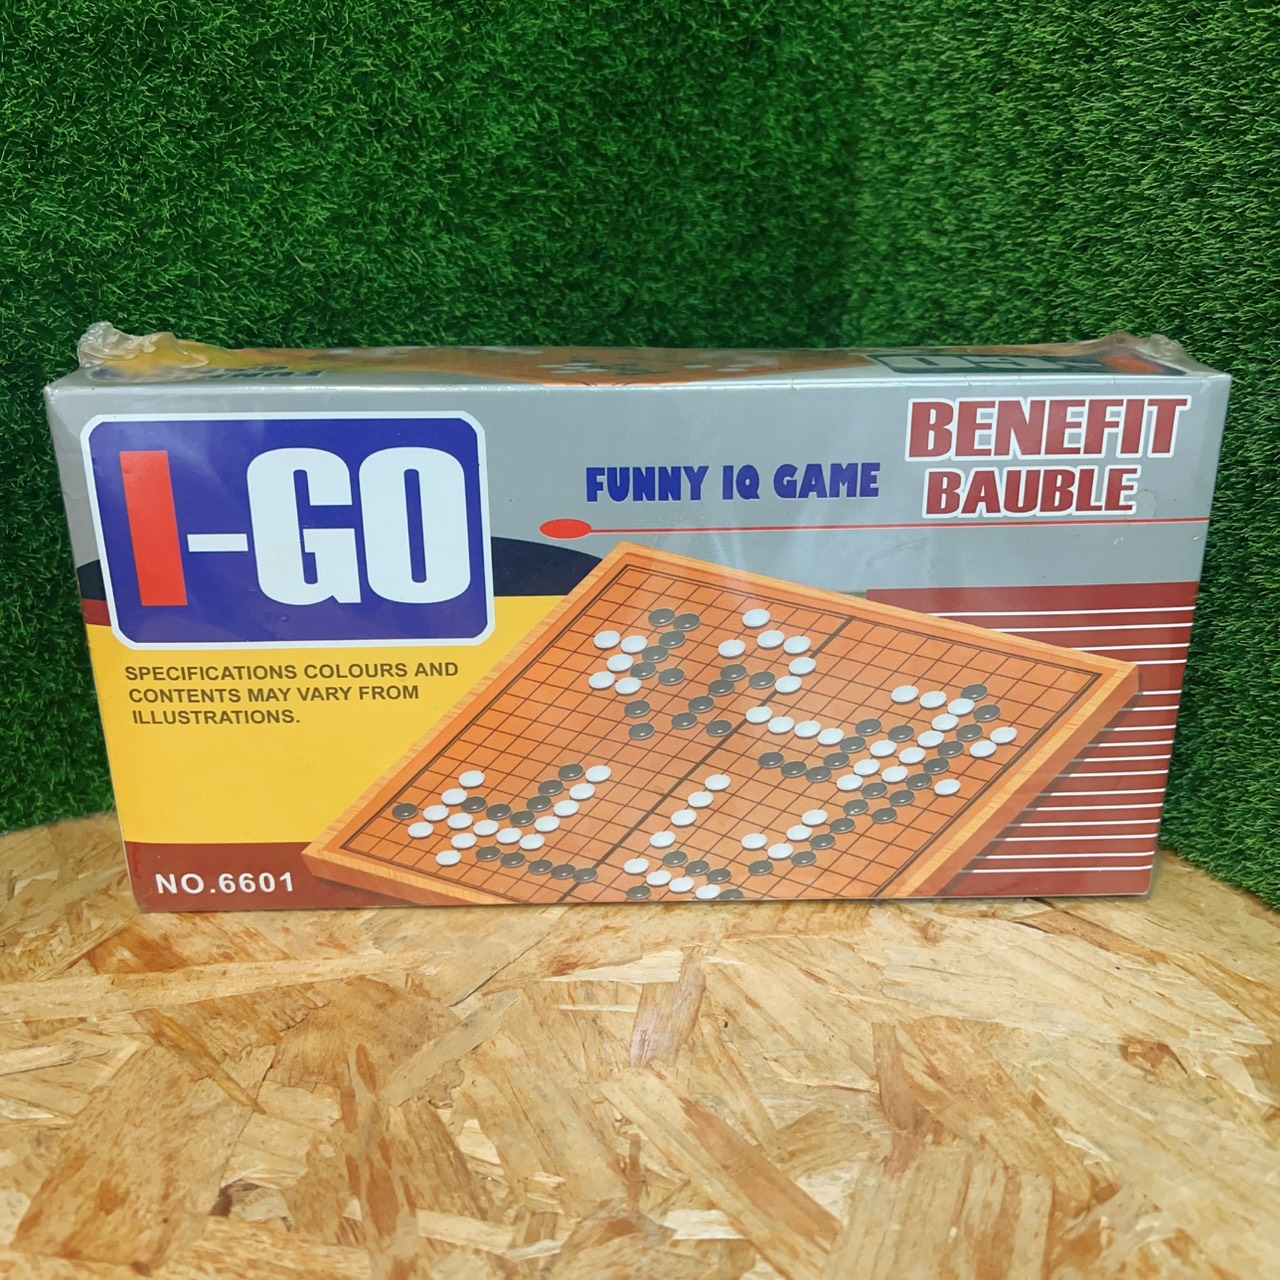 I-GO
FUNNY IQ GAME
BENEFIT
BAUBLE
SPECIFICATIONS COLOURS AND
CONTENTS MAY VARY FROM
ILLUSTRATIONS.
NO.6601